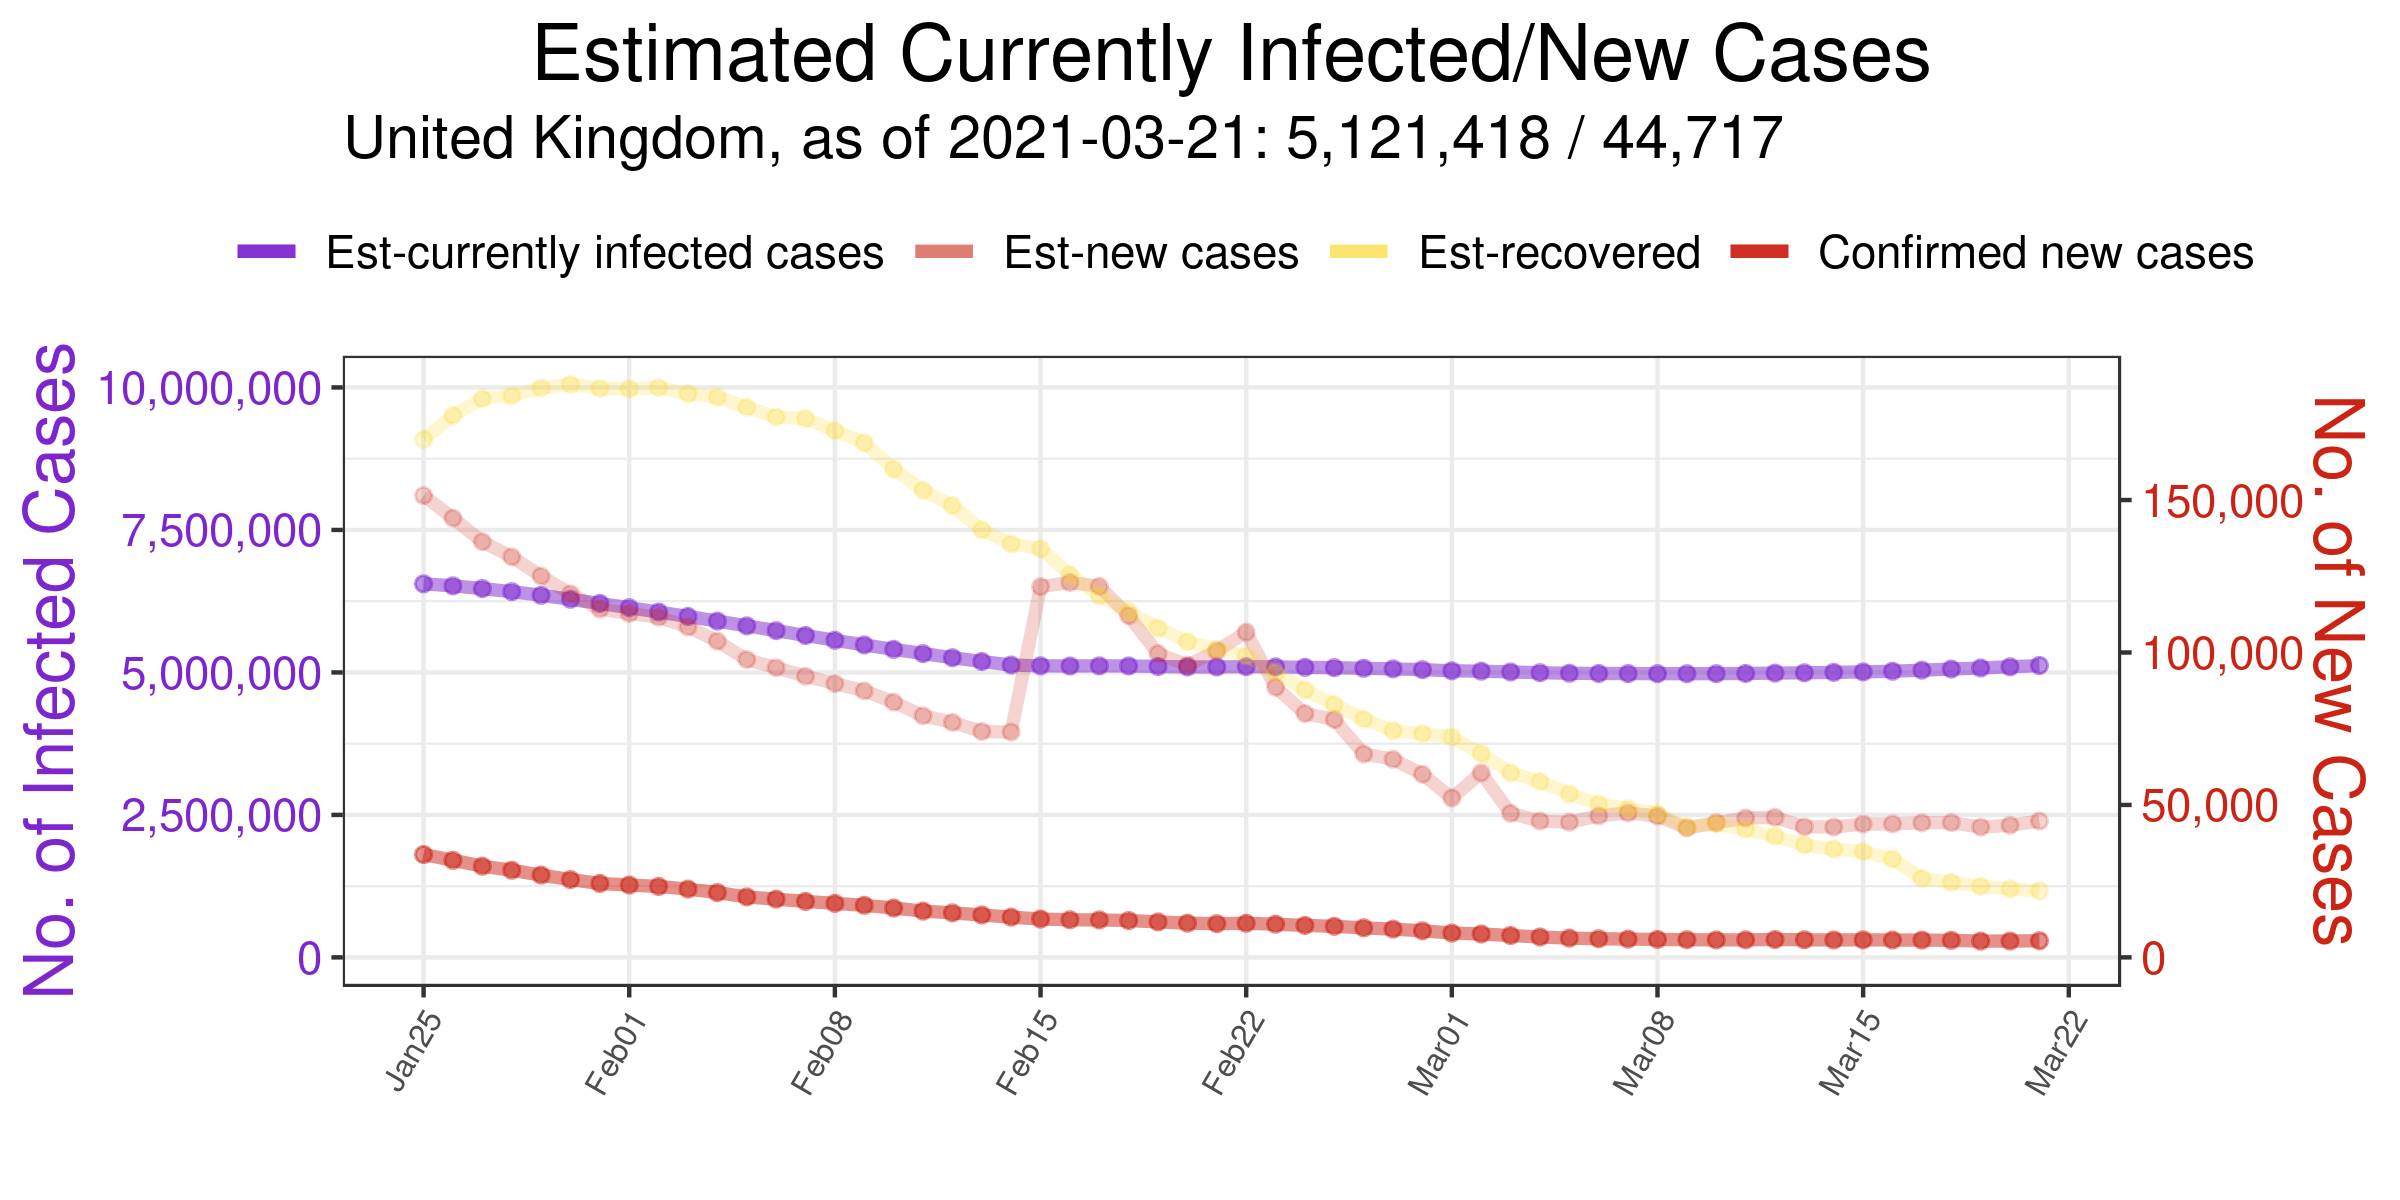 Estimated Currently Infected/New Cases
United Kingdom, as of 2021-03-21: 5,121,418 / 44,717
Est-currently infected cases Est-new cases Est-recovered Confirmed new cases
No. of Infected Cases
10,000,000
7,500,000
5,000,000
2,500,000
0
150,000
100,000
50,000
0
No. of New Cases
Jan25 Feb01 Feb08 Feb15 Feb22 Mar01 Mar08 Mar15 Mar22